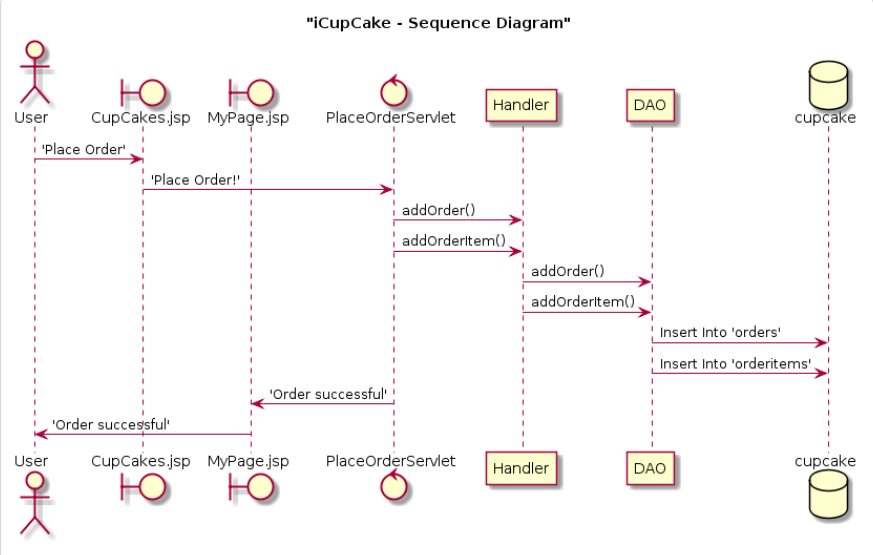 "iCupCake - Sequence Diagram"
User CupCakes.jsp MyPage.jsp PlaceOrderServlet Handler DAO cupcake
'Place Order'
'Place Order!'
addOrder()
addOrderItem()
addOrder()
addOrderItem()
Insert Into 'orders'
Insert Into 'orderitems'
'Order successful'
'Order successful'
User CupCakes.jsp MyPage.jsp PlaceOrderServlet Handler DAO cupcake